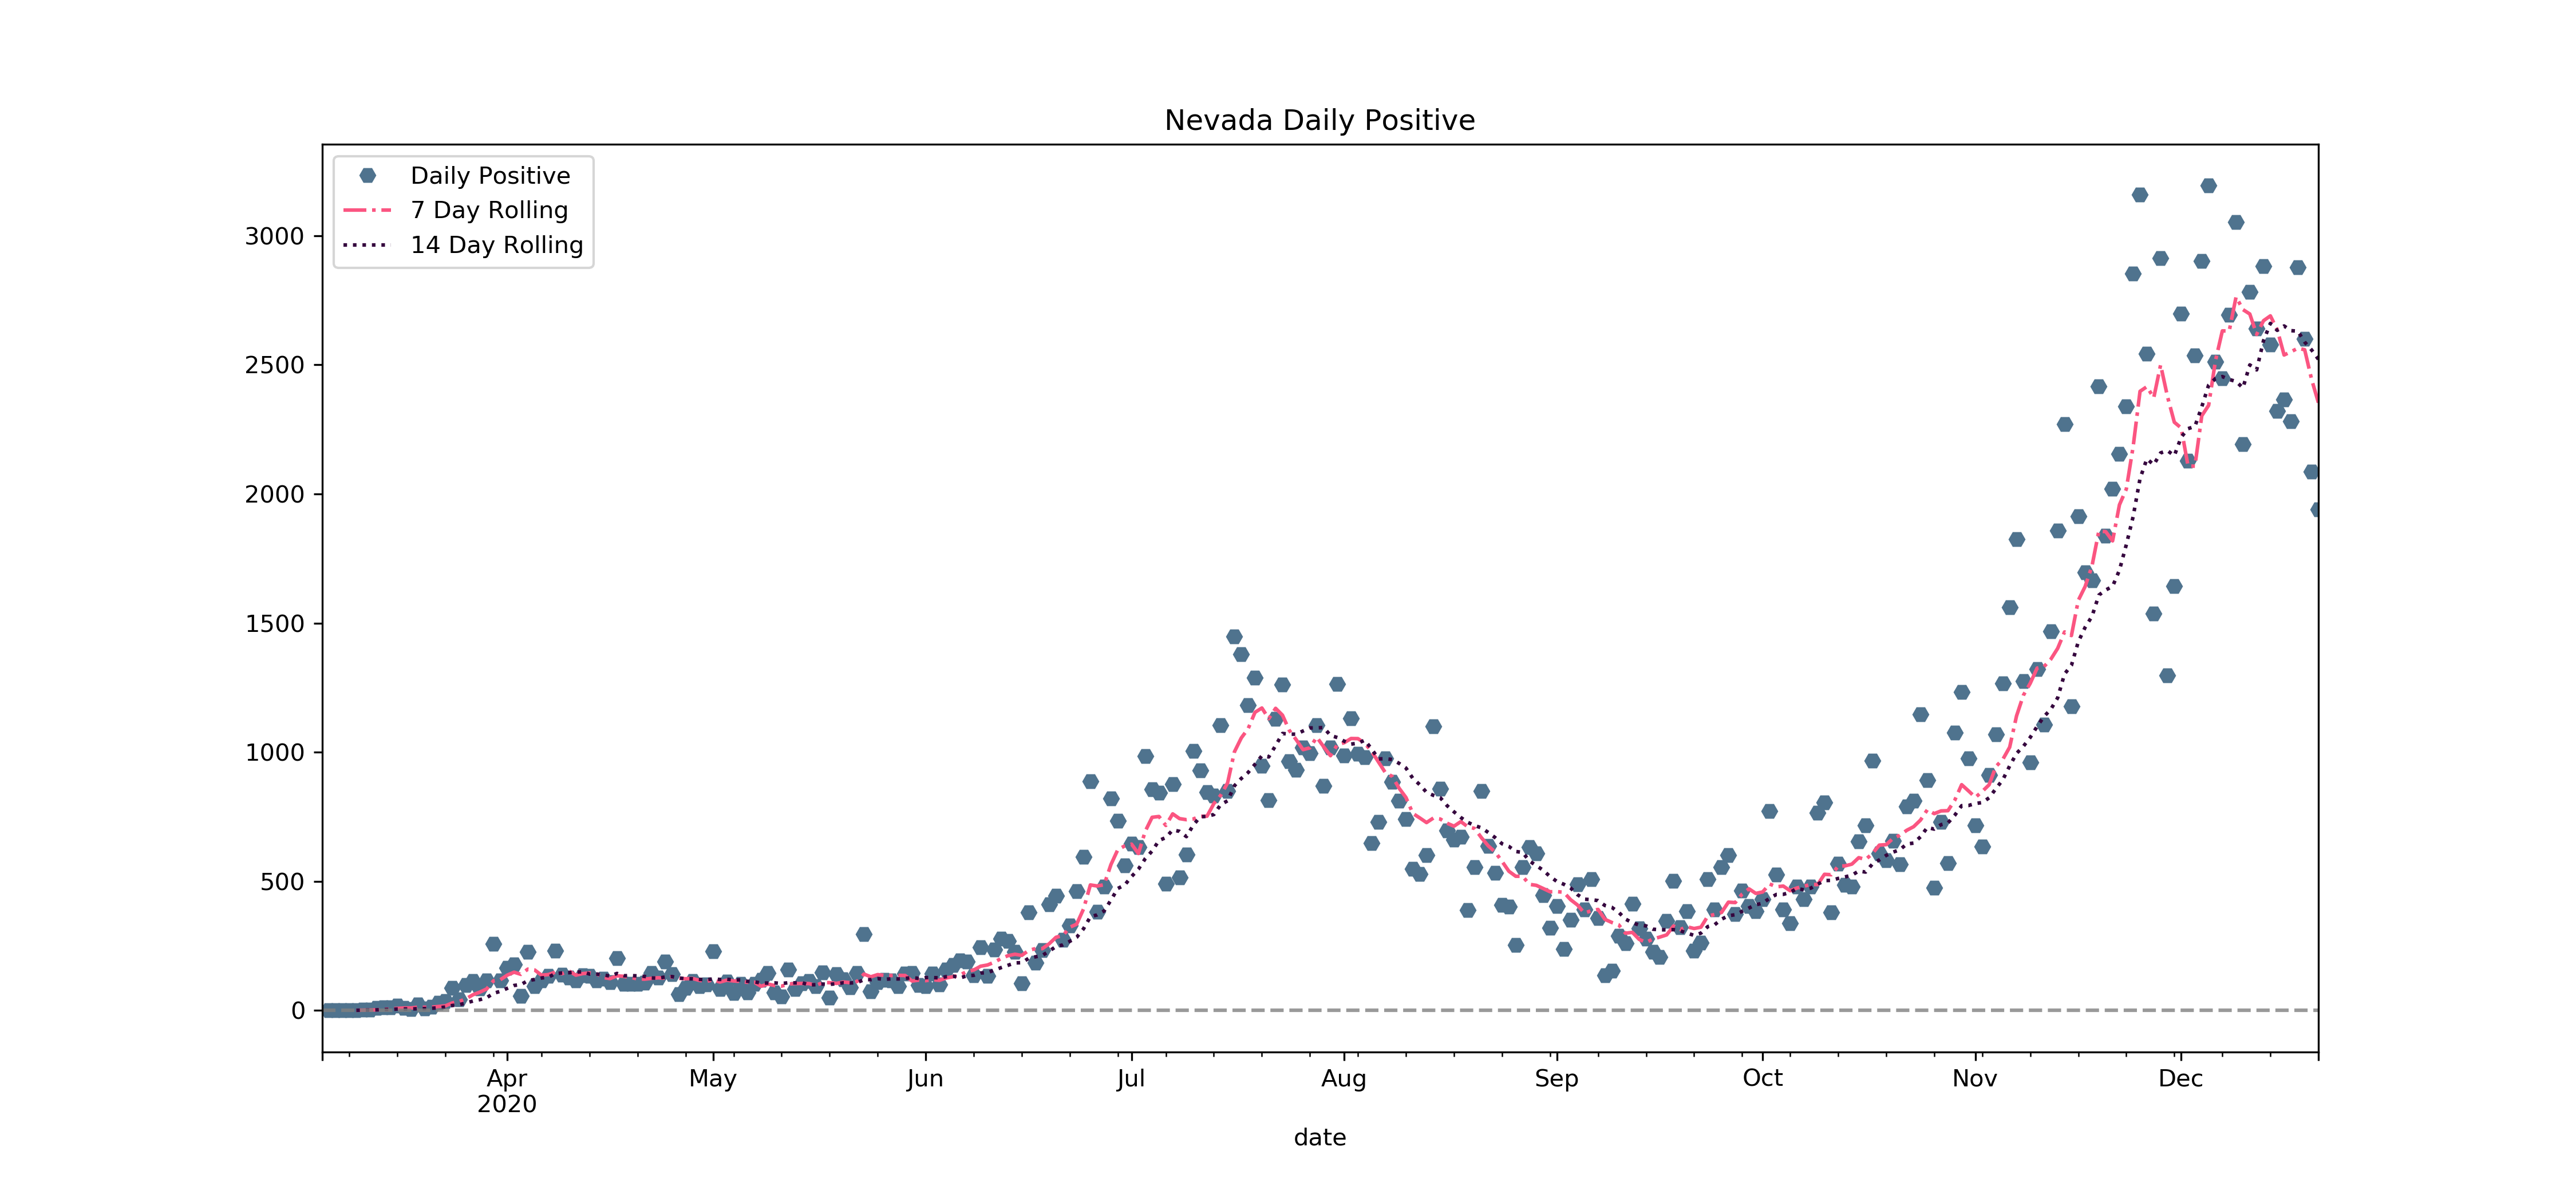 Nevada Daily Positive
Daily Positive
7 Day Rolling
14 Day Rolling
3000
2500
2000
1500
1000
500
0
Apr May Jun Jul Aug Sep Oct Nov Dec
2020
date